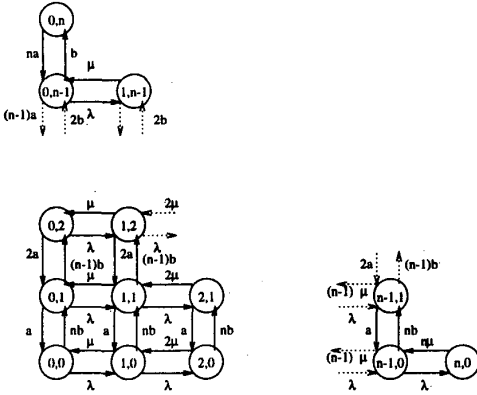 0,n
na b
μ
0,n-1 1,n-1
(n-1)a 2b λ 2b
μ 2μ
0,2 1,2
λ
2a (n-1)b 2a (n-1)b
μ 2μ
0,1 1,1 2,1
λ λ
a nb a nb a nb
μ 2μ
0,0 1,0 2,0
λ λ
2a (n-1)b
(n-1) μ
n-1,1
λ
a nb
(n-1) μ nμ
n-1,0 n,0
λ λ